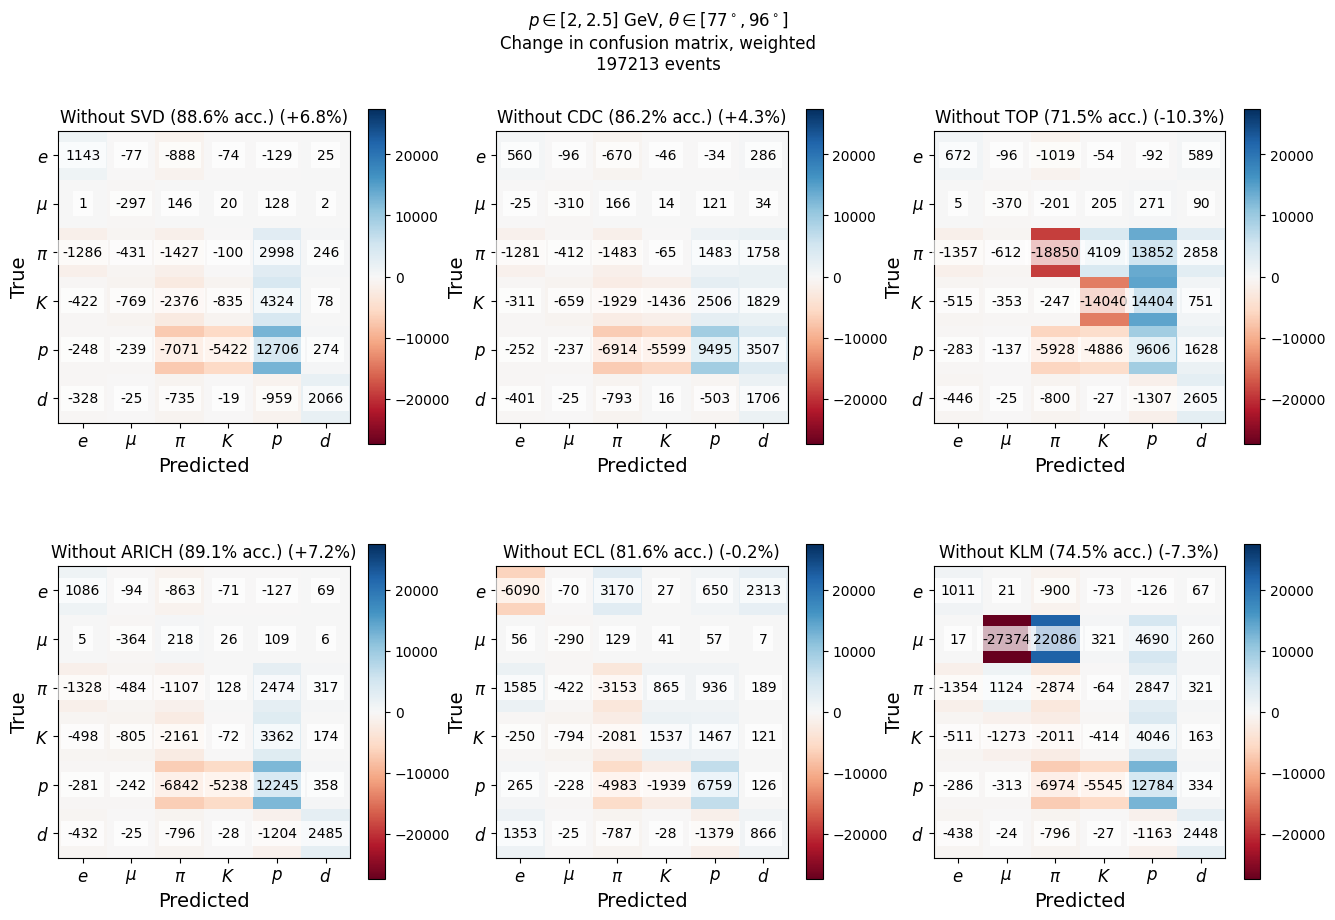 p ∈ [2, 2.5] GeV, θ ∈ [77°, 96°]
Change in confusion matrix, weighted
197213 events
Without SVD (88.6% acc.) (+6.8%)
e 1143 -77 -888 -74 -129 25
μ 1 -297 146 20 128 2
π -1286 -431 -1427 -100 2998 246
K -422 -769 -2376 -835 4324 78
p -248 -239 -7071 -5422 12706 274
d -328 -25 -735 -19 -959 2066
e μ π K p d
True
Predicted
20000
10000
0
−10000
−20000
Without CDC (86.2% acc.) (+4.3%)
e 560 -96 -670 -46 -34 286
μ -25 -310 166 14 121 34
π -1281 -412 -1483 -65 1483 1758
K -311 -659 -1929 -1436 2506 1829
p -252 -237 -6914 -5599 9495 3507
d -401 -25 -793 16 -503 1706
e μ π K p d
True
Predicted
20000
10000
0
−10000
−20000
Without TOP (71.5% acc.) (-10.3%)
e 672 -96 -1019 -54 -92 589
μ 5 -370 -201 205 271 90
π -1357 -612 -18850 4109 13852 2858
K -515 -353 -247 -14040 14404 751
p -283 -137 -5928 -4886 9606 1628
d -446 -25 -800 -27 -1307 2605
e μ π K p d
True
Predicted
20000
10000
0
−10000
−20000
Without ARICH (89.1% acc.) (+7.2%)
e 1086 -94 -863 -71 -127 69
μ 5 -364 218 26 109 6
π -1328 -484 -1107 128 2474 317
K -498 -805 -2161 -72 3362 174
p -281 -242 -6842 -5238 12245 358
d -432 -25 -796 -28 -1204 2485
e μ π K p d
True
Predicted
20000
10000
0
−10000
−20000
Without ECL (81.6% acc.) (-0.2%)
e -6090 -70 3170 27 650 2313
μ 56 -290 129 41 57 7
π 1585 -422 -3153 865 936 189
K -250 -794 -2081 1537 1467 121
p 265 -228 -4983 -1939 6759 126
d 1353 -25 -787 -28 -1379 866
e μ π K p d
True
Predicted
20000
10000
0
−10000
−20000
Without KLM (74.5% acc.) (-7.3%)
e 1011 21 -900 -73 -126 67
μ 17 -27374 22086 321 4690 260
π -1354 1124 -2874 -64 2847 321
K -511 -1273 -2011 -414 4046 163
p -286 -313 -6974 -5545 12784 334
d -438 -24 -796 -27 -1163 2448
e μ π K p d
True
Predicted
20000
10000
0
−10000
−20000